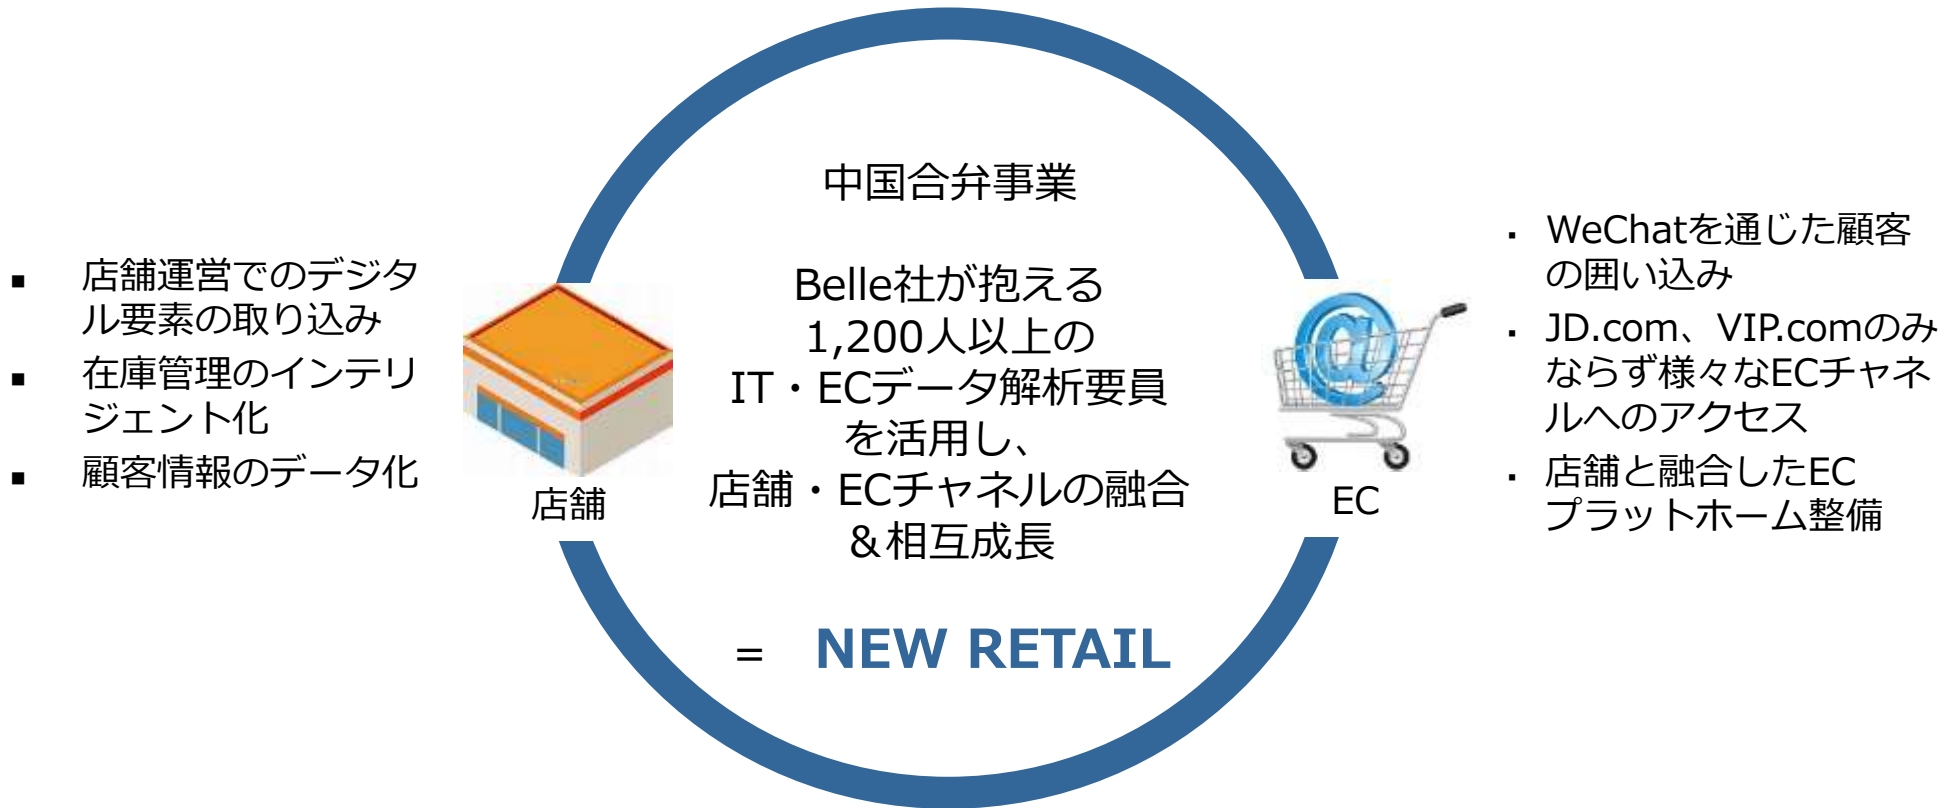 中国合弁事業
Belle社が抱える
1,200人以上の
IT・ECデータ解析要員
を活用し、
店舗・ECチャネルの融合
＆相互成長
= NEW RETAIL
▪ 店舗運営でのデジタ
ル要素の取り込み
▪ 在庫管理のインテリ
ジェント化
▪ 顧客情報のデータ化
店舗
@
EC
▪ WeChatを通じた顧客
の囲い込み
▪ JD.com、VIP.comのみ
ならず様々なECチャネ
ルへのアクセス
▪ 店舗と融合したEC
プラットホーム整備